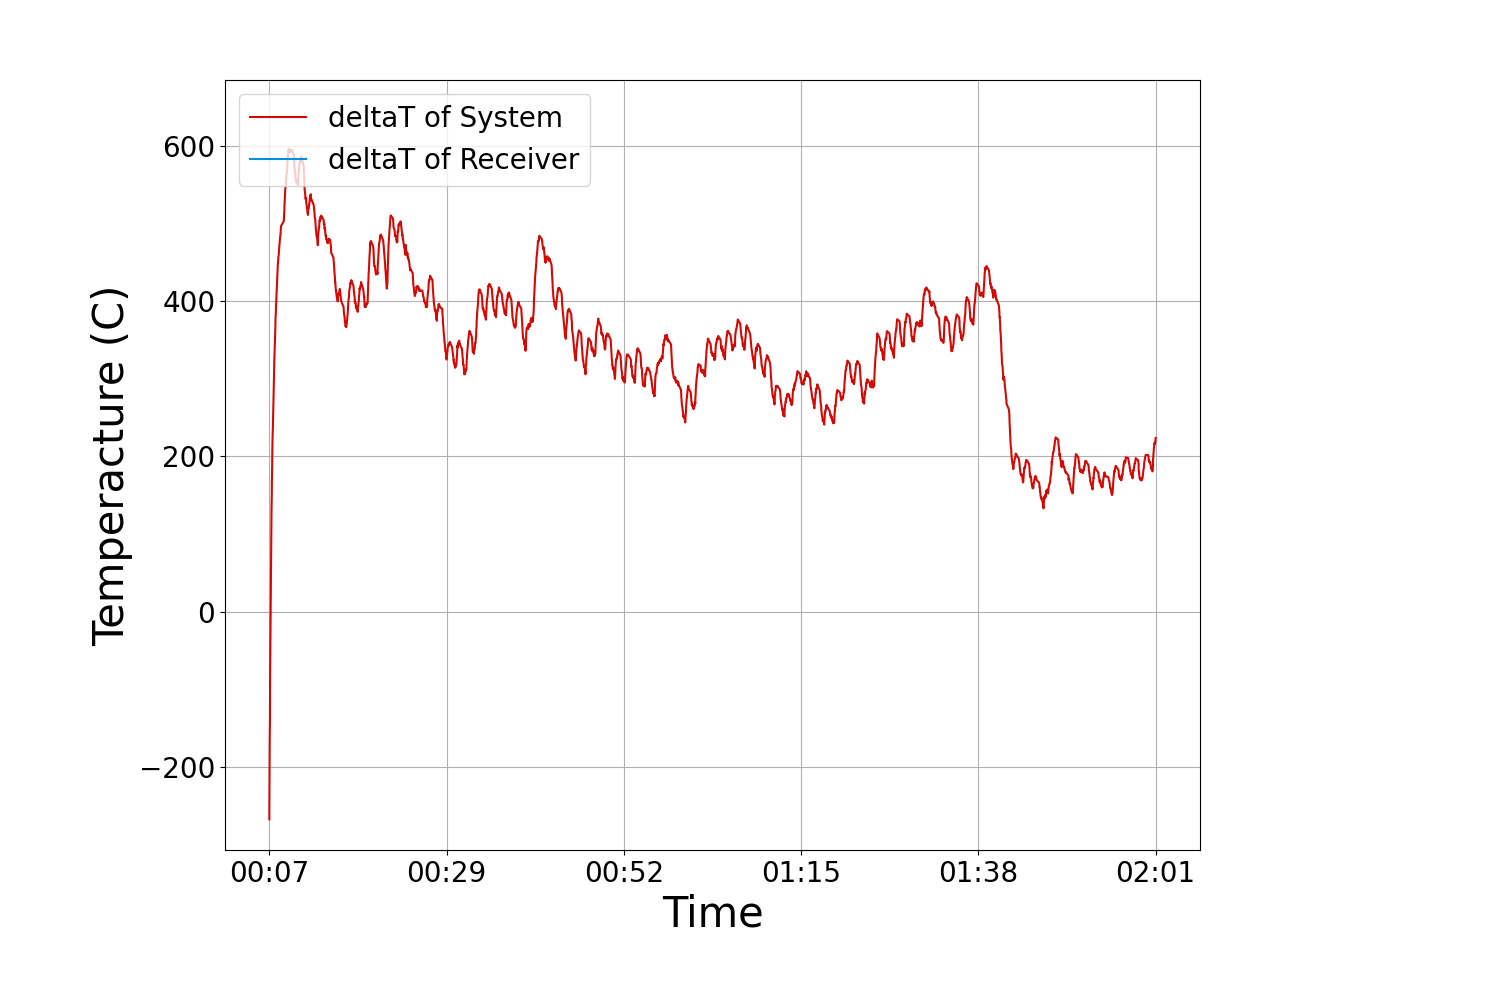 deltaT of System
deltaT of Receiver
600
400
200
0
−200
Temperacture (C)
00:07 00:29 00:52 01:15 01:38 02:01
Time